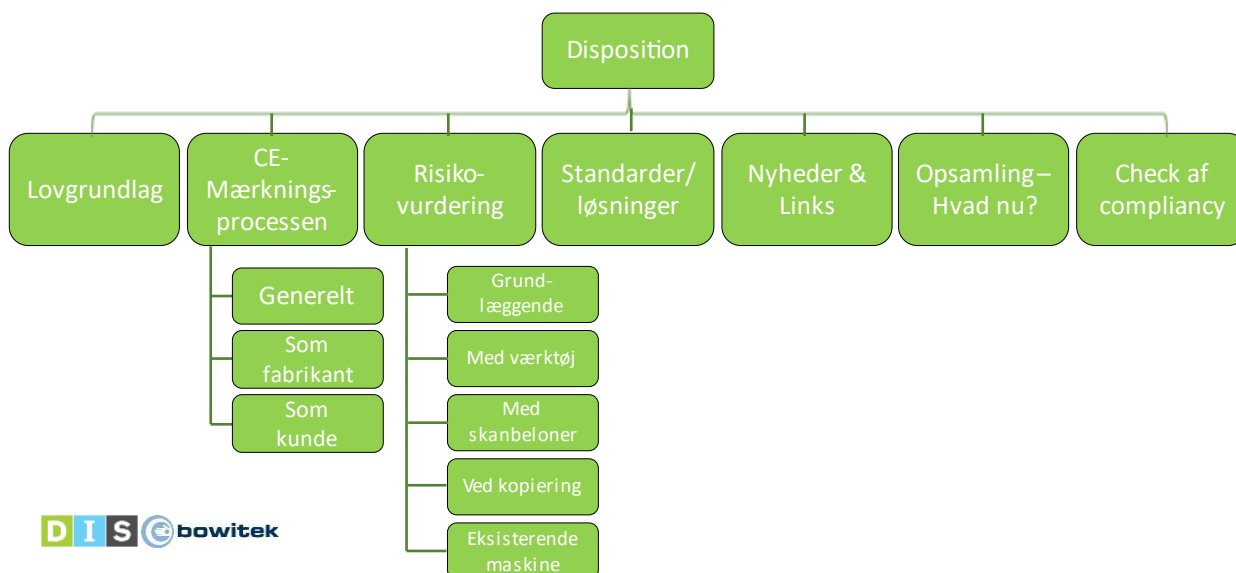 Disposition
Lovgrundlag
CE-
Mærknings-
processen
Risiko-
vurdering
Standarder/
løsninger
Nyheder &
Links
Opsamling –
Hvad nu?
Check af
compliancy
Generelt
Som
fabrikant
Som
kunde
Grund-
læggende
Med værktøj
Med
skanbeloner
Ved kopiering
Eksisterende
maskine
DIS bowitek